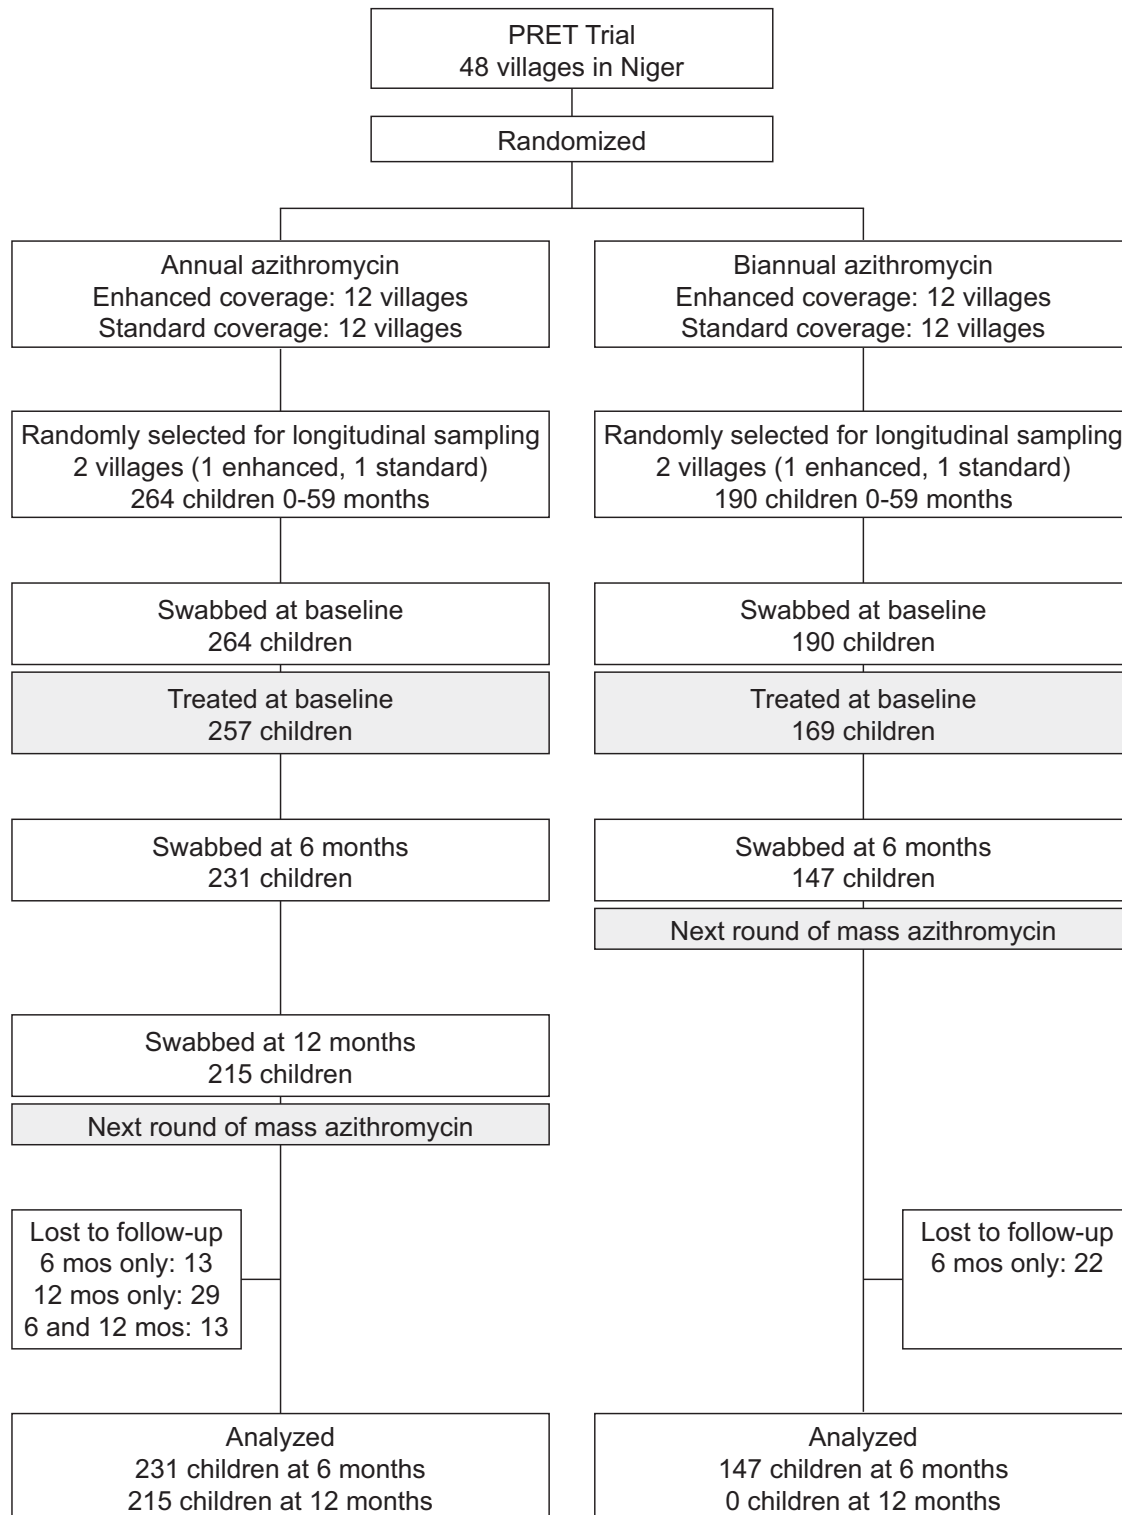 PRET Trial
48 villages in Niger
Randomized
Annual azithromycin
Enhanced coverage: 12 villages
Standard coverage: 12 villages
Biannual azithromycin
Enhanced coverage: 12 villages
Standard coverage: 12 villages
Randomly selected for longitudinal sampling
2 villages (1 enhanced, 1 standard)
264 children 0-59 months
Randomly selected for longitudinal sampling
2 villages (1 enhanced, 1 standard)
190 children 0-59 months
Swabbed at baseline
264 children
Swabbed at baseline
190 children
Treated at baseline
257 children
Treated at baseline
169 children
Swabbed at 6 months
231 children
Swabbed at 6 months
147 children
Next round of mass azithromycin
Swabbed at 12 months
215 children
Next round of mass azithromycin
Lost to follow-up
6 mos only: 13
12 mos only: 29
6 and 12 mos: 13
Lost to follow-up
6 mos only: 22
Analyzed
231 children at 6 months
215 children at 12 months
Analyzed
147 children at 6 months
0 children at 12 months